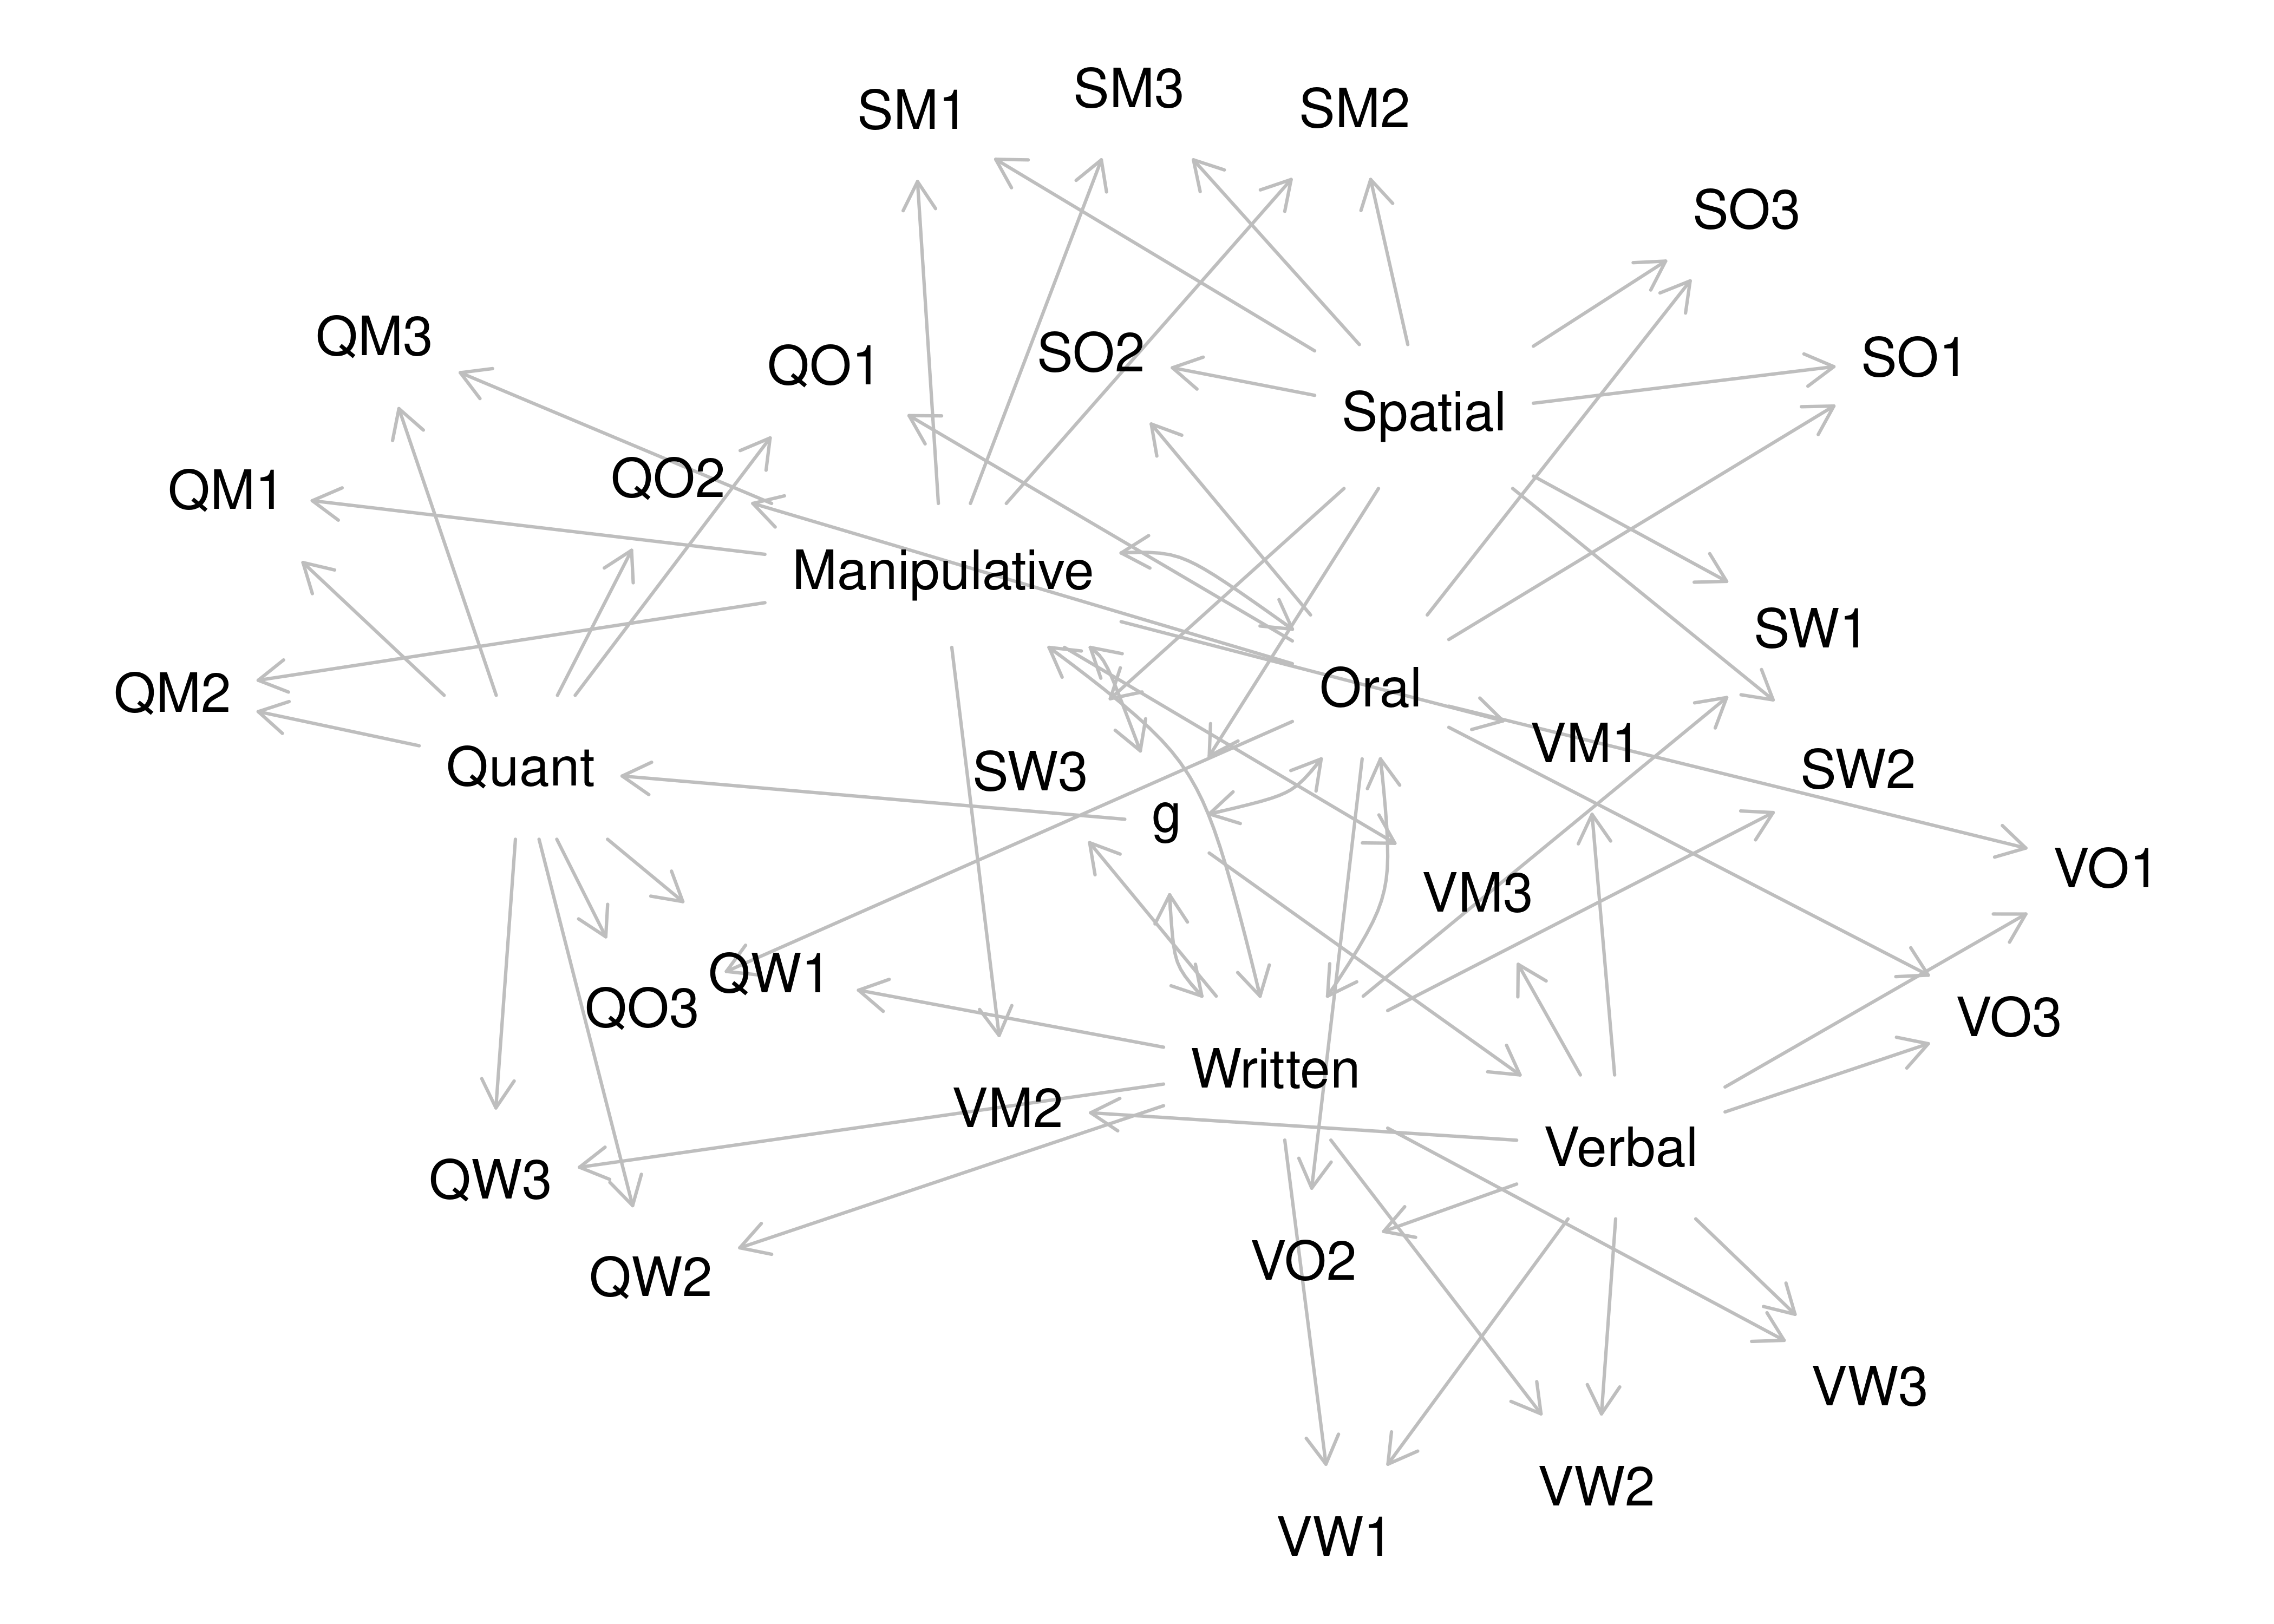 SM3
SM1
SM2
SO3
QM3
SO2
SO1
QO1
Spatial
QO2
QM1
Manipulative
SW1
Oral
QM2
VM1
Quant
SW3
SW2
g
VO1
VM3
QW1
QO3
VO3
Written
VM2
Verbal
QW3
VO2
QW2
VW3
VW2
VW1